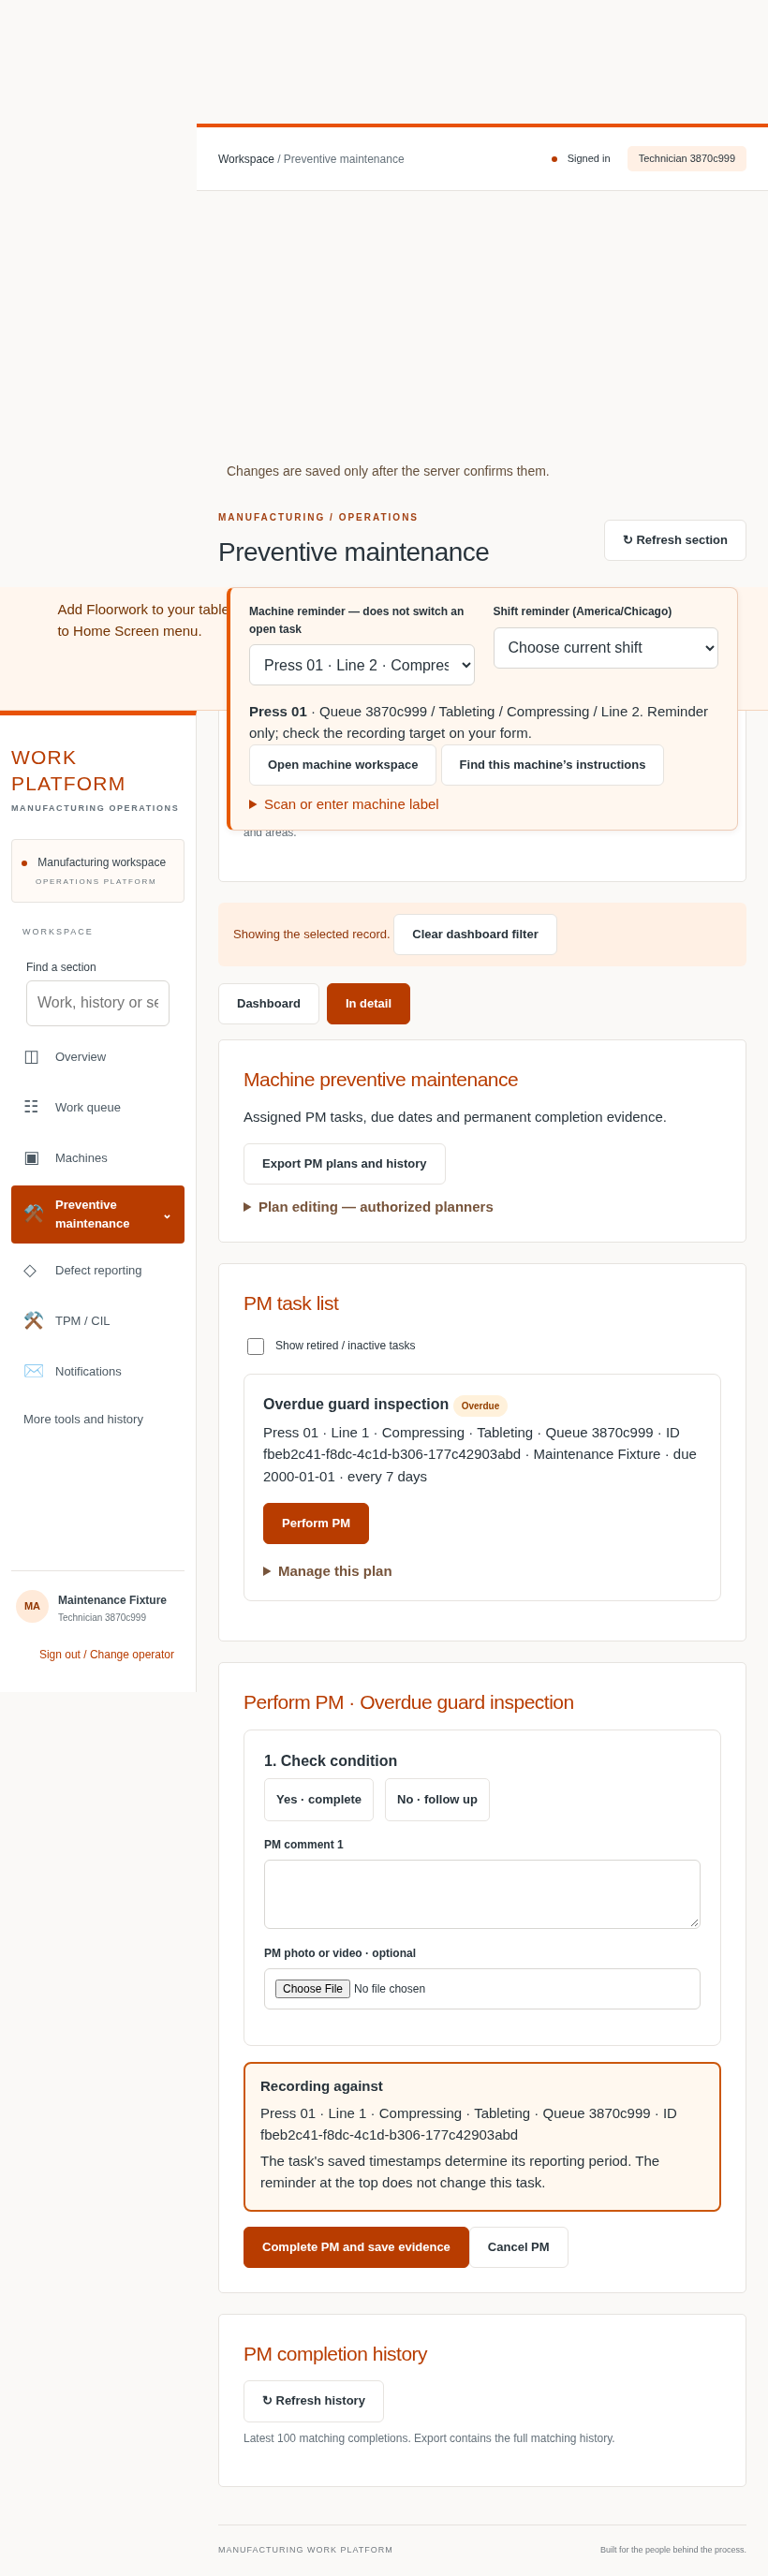 Workspace / Preventive maintenance
Signed in
Technician 3870c999
Changes are saved only after the server confirms them.
MANUFACTURING / OPERATIONS
Preventive maintenance
↻ Refresh section
Add Floorwork to your table
to Home Screen menu.
Machine reminder — does not switch an
open task
Press 01 · Line 2 · Compres
Shift reminder (America/Chicago)
Choose current shift
Press 01 · Queue 3870c999 / Tableting / Compressing / Line 2. Reminder
only; check the recording target on your form.
Open machine workspace
Find this machine's instructions
Scan or enter machine label
and areas.
WORK
PLATFORM
MANUFACTURING OPERATIONS
Manufacturing workspace
OPERATIONS PLATFORM
WORKSPACE
Find a section
Work, history or se
Overview
Work queue
Machines
Preventive
maintenance
Defect reporting
TPM / CIL
Notifications
More tools and history
MA
Maintenance Fixture
Technician 3870c999
Sign out / Change operator
Showing the selected record.
Clear dashboard filter
Dashboard
In detail
Machine preventive maintenance
Assigned PM tasks, due dates and permanent completion evidence.
Export PM plans and history
Plan editing — authorized planners
PM task list
Show retired / inactive tasks
Overdue guard inspection Overdue
Press 01 · Line 1 · Compressing · Tableting · Queue 3870c999 · ID
fbeb2c41-f8dc-4c1d-b306-177c42903abd · Maintenance Fixture · due
2000-01-01 · every 7 days
Perform PM
Manage this plan
Perform PM · Overdue guard inspection
1. Check condition
Yes · complete
No · follow up
PM comment 1
PM photo or video · optional
Choose File No file chosen
Recording against
Press 01 · Line 1 · Compressing · Tableting · Queue 3870c999 · ID
fbeb2c41-f8dc-4c1d-b306-177c42903abd
The task's saved timestamps determine its reporting period. The
reminder at the top does not change this task.
Complete PM and save evidence
Cancel PM
PM completion history
↻ Refresh history
Latest 100 matching completions. Export contains the full matching history.
MANUFACTURING WORK PLATFORM
Built for the people behind the process.